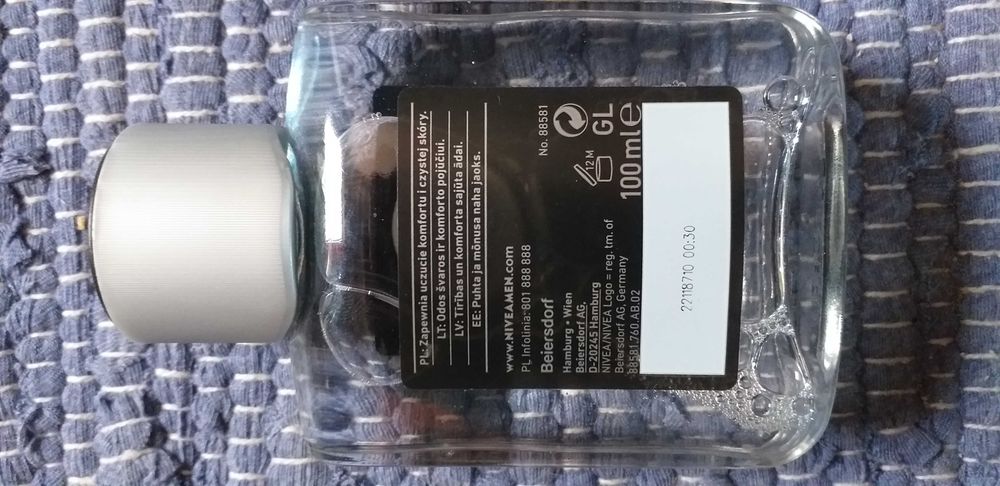 PL: Zapewnia uczucie komfortu i czystej skóry.
LT: Odos švaros ir komforto pojūčiui.
LV: Tīrības un komforta sajūta ādai.
EE: Puhta ja mõnusa naha jaoks.
www.NIVEAMEN.com
PL Infolinia: 801 888 888
No. 88581
Beiersdorf
Hamburg • Wien
Beiersdorf AG,
D-20245 Hamburg
NIVEA/NIVEA Logo = reg. tm. of
Beiersdorf AG, Germany
88581.760.AB.02
12 M
GL
100 ml e
22118710 00:30